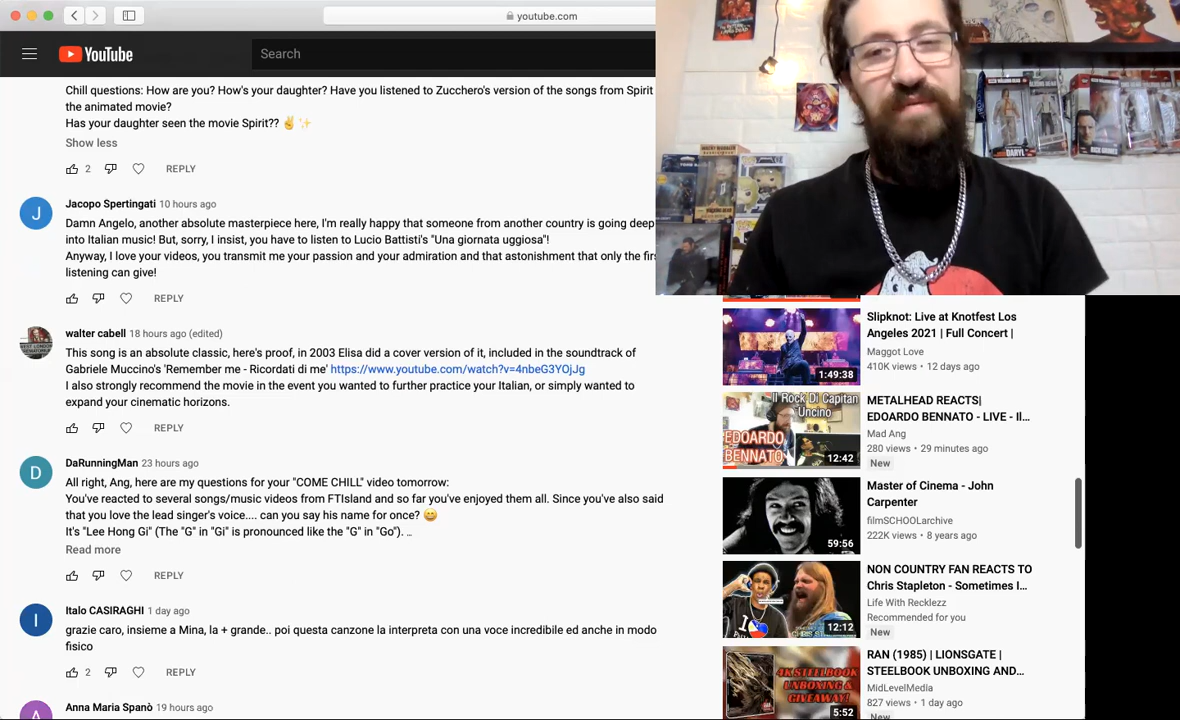 youtube.com
YouTube
Search
Chill questions: How are you? How's your daughter? Have you listened to Zucchero's version of the songs from Spirit
the animated movie?
Has your daughter seen the movie Spirit?? ✌️ ✨
Show less
2
REPLY
J
Jacopo Spertingati 10 hours ago
Damn Angelo, another absolute masterpiece here, I'm really happy that someone from another country is going deep
into Italian music! But, sorry, I insist, you have to listen to Lucio Battisti's "Una giornata uggiosa"!
Anyway, I love your videos, you transmit me your passion and your admiration and that astonishment that only the
listening can give!
REPLY
walter cabell 18 hours ago (edited)
This song is an absolute classic, here's proof, in 2003 Elisa did a cover version of it, included in the soundtrack of
Gabriele Muccino's 'Remember me - Ricordati di me' https://www.youtube.com/watch?v=4nbeG3YOjJg
I also strongly recommend the movie in the event you wanted to further practice your Italian, or simply wanted to
expand your cinematic horizons.
REPLY
D
DaRunningMan 23 hours ago
All right, Ang, here are my questions for your "COME CHILL" video tomorrow:
You've reacted to several songs/music videos from FTIsland and so far you've enjoyed them all. Since you've also said
that you love the lead singer's voice.... can you say his name for once? 😄
It's "Lee Hong Gi" (The "G" in "Gi" is pronounced like the "G" in "Go"). ...
Read more
REPLY
I
Italo CASIRAGHI 1 day ago
grazie caro, insieme a Mina, la + grande.. poi questa canzone la interpreta con una voce incredibile ed anche in modo
fisico
2
REPLY
A
Anna Maria Spanò 19 hours ago
DARYL
RICK GRIMES
Slipknot: Live at Knotfest Los
Angeles 2021 | Full Concert |
Maggot Love
410K views • 12 days ago
1:49:38
Il Rock Di Capitan
Uncino
EDOARDO
BENNATO
12:42
METALHEAD REACTS|
EDOARDO BENNATO - LIVE - Il...
Mad Ang
280 views • 29 minutes ago
New
59:56
Master of Cinema - John
Carpenter
filmSCHOOLarchive
222K views • 8 years ago
12:12
NON COUNTRY FAN REACTS TO
Chris Stapleton - Sometimes I...
Life With Recklezz
Recommended for you
New
4K STEELBOOK
UNBOXING &
GIVEAWAY!
5:52
RAN (1985) | LIONSGATE |
STEELBOOK UNBOXING AND...
MidLevelMedia
827 views • 1 day ago
New